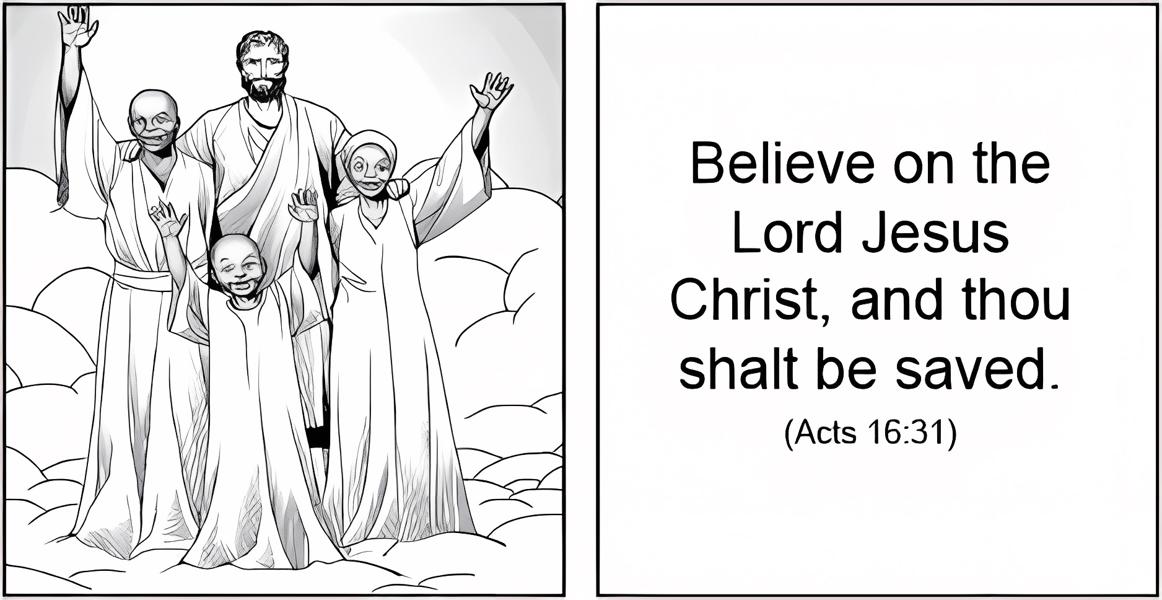 Believe on the
Lord Jesus
Christ, and thou
shalt be saved.
(Acts 16:31)